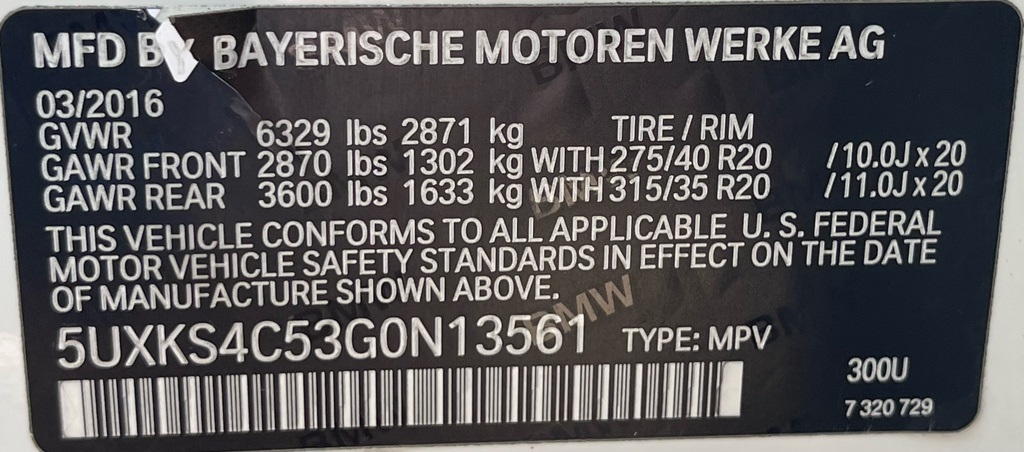 MFD BY BAYERISCHE MOTOREN WERKE AG
03/2016
GVWR 6329 lbs 2871 kg TIRE / RIM
GAWR FRONT 2870 lbs 1302 kg WITH 275/40 R20 /10.0J x 20
GAWR REAR 3600 lbs 1633 kg WITH 315/35 R20 /11.0J x 20
THIS VEHICLE CONFORMS TO ALL APPLICABLE U. S. FEDERAL
MOTOR VEHICLE SAFETY STANDARDS IN EFFECT ON THE DATE
OF MANUFACTURE SHOWN ABOVE.
BMW
5UXKS4C53G0N13561 TYPE: MPV
300U
7 320 729